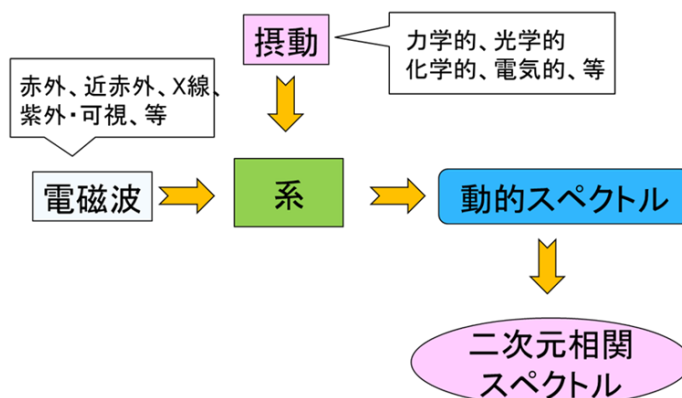 摂動
力学的、光学的
化学的、電気的、等
赤外、近赤外、X線、
紫外・可視、等
電磁波
系
動的スペクトル
二次元相関
スペクトル